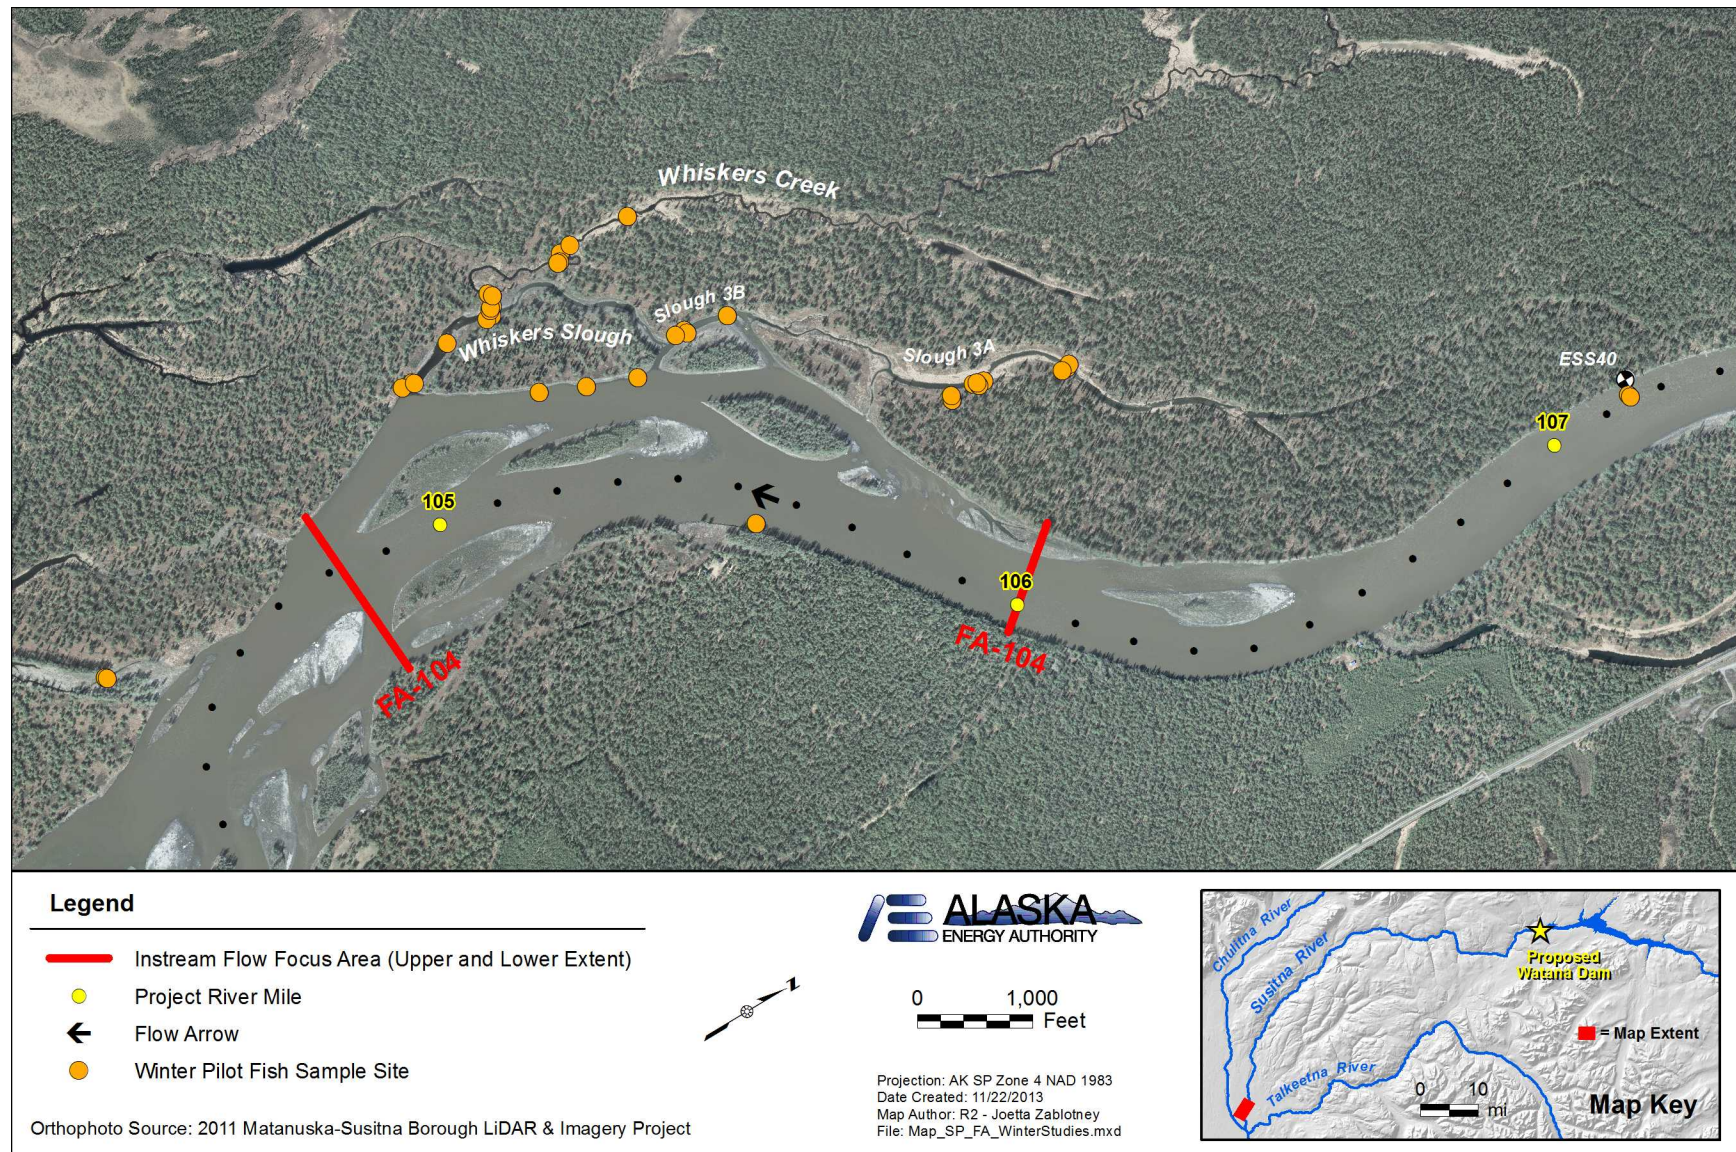 Whiskers Creek
Slough 3B
Whiskers Slough
Slough 3A
ESS40
107
105
106
FA-104
FA-104
Legend
Instream Flow Focus Area (Upper and Lower Extent)
Project River Mile
Flow Arrow
Winter Pilot Fish Sample Site
Orthophoto Source: 2011 Matanuska-Susitna Borough LiDAR & Imagery Project
N
ALASKA
ENERGY AUTHORITY
0 1,000
Feet
Projection: AK SP Zone 4 NAD 1983
Date Created: 11/22/2013
Map Author: R2 - Joetta Zablotney
File: Map_SP_FA_WinterStudies.mxd
Chulitna River
Susitna River
Proposed
Watana Dam
= Map Extent
Talkeetna River
0 10
mi
Map Key